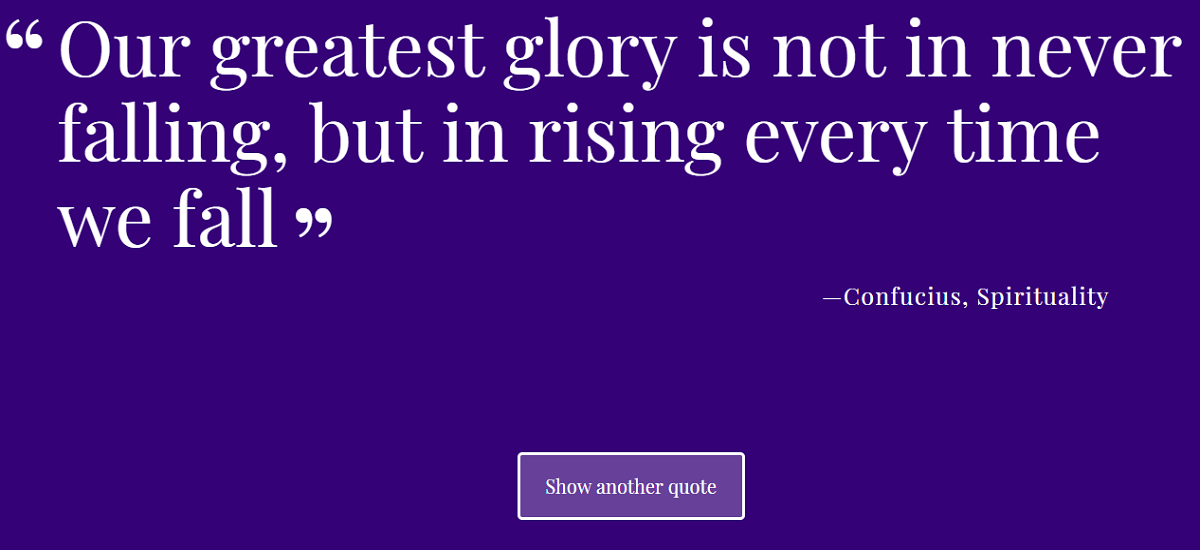 “ Our greatest glory is not in never
falling, but in rising every time
we fall ”
—Confucius, Spirituality
Show another quote